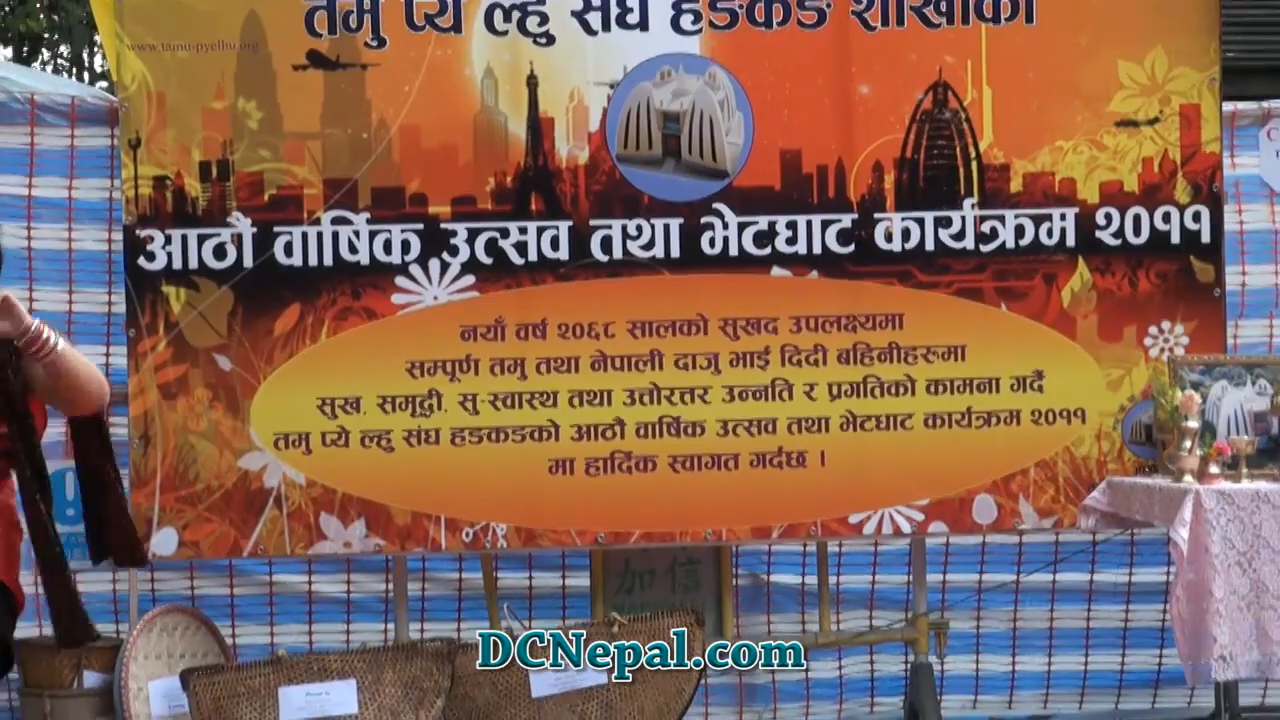 तमु प्ये ल्हु संघ हङकङ शाखाको
www.tamu-pyelhu.org
आठौं वार्षिक उत्सव तथा भेटघाट कार्यक्रम २०११
नयाँ वर्ष २०६८ सालको सुखद उपलक्ष्यमा
सम्पूर्ण तमु तथा नेपाली दाजु भाई दिदी बहिनीहरुमा
सुख, समृद्धी, सु-स्वास्थ तथा उत्तोरत्तर उन्नति र प्रगतिको कामना गर्दै
तमु प्ये ल्हु संघ हङकङको आठौ वार्षिक उत्सव तथा भेटघाट कार्यक्रम २०११
मा हार्दिक स्वागत गर्दछ ।
加信
DCNepal.com